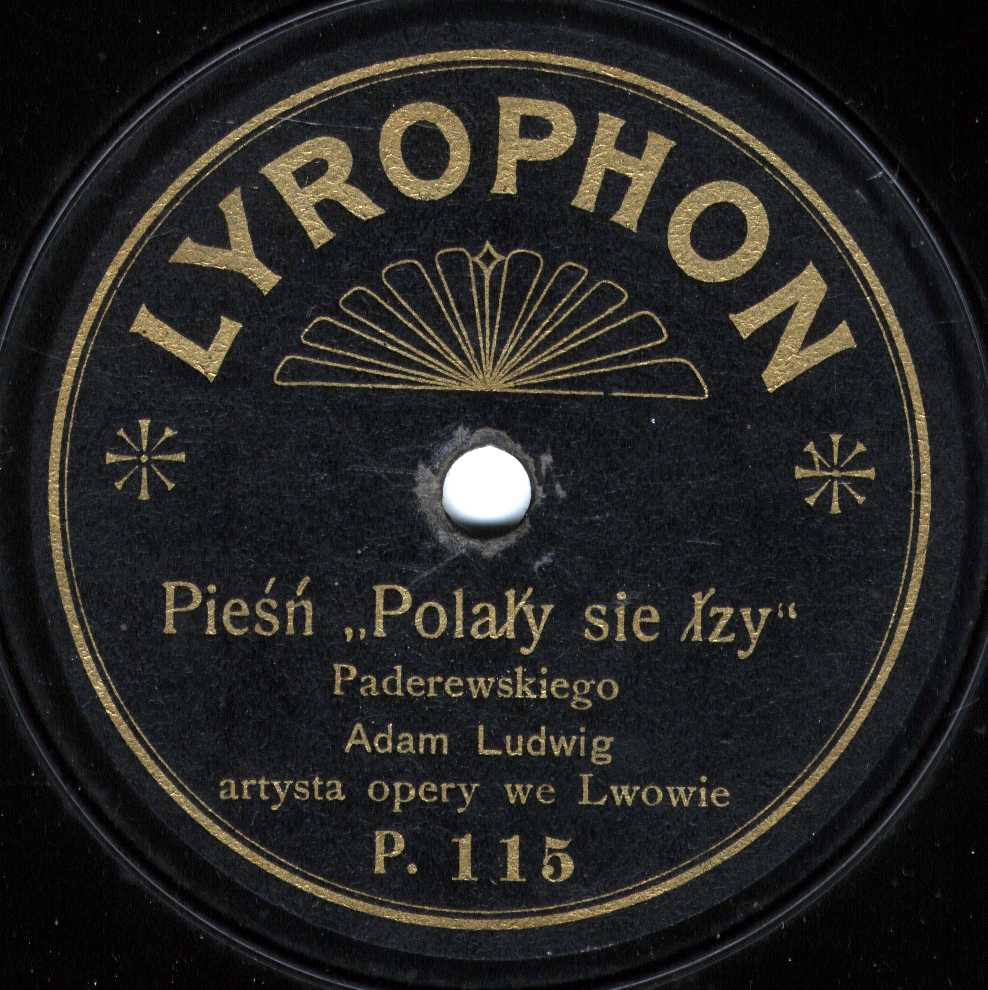 LYROPHON
Pieśń „Polały sie łzy“
Paderewskiego
Adam Ludwig
artysta opery we Lwowie
P. 115